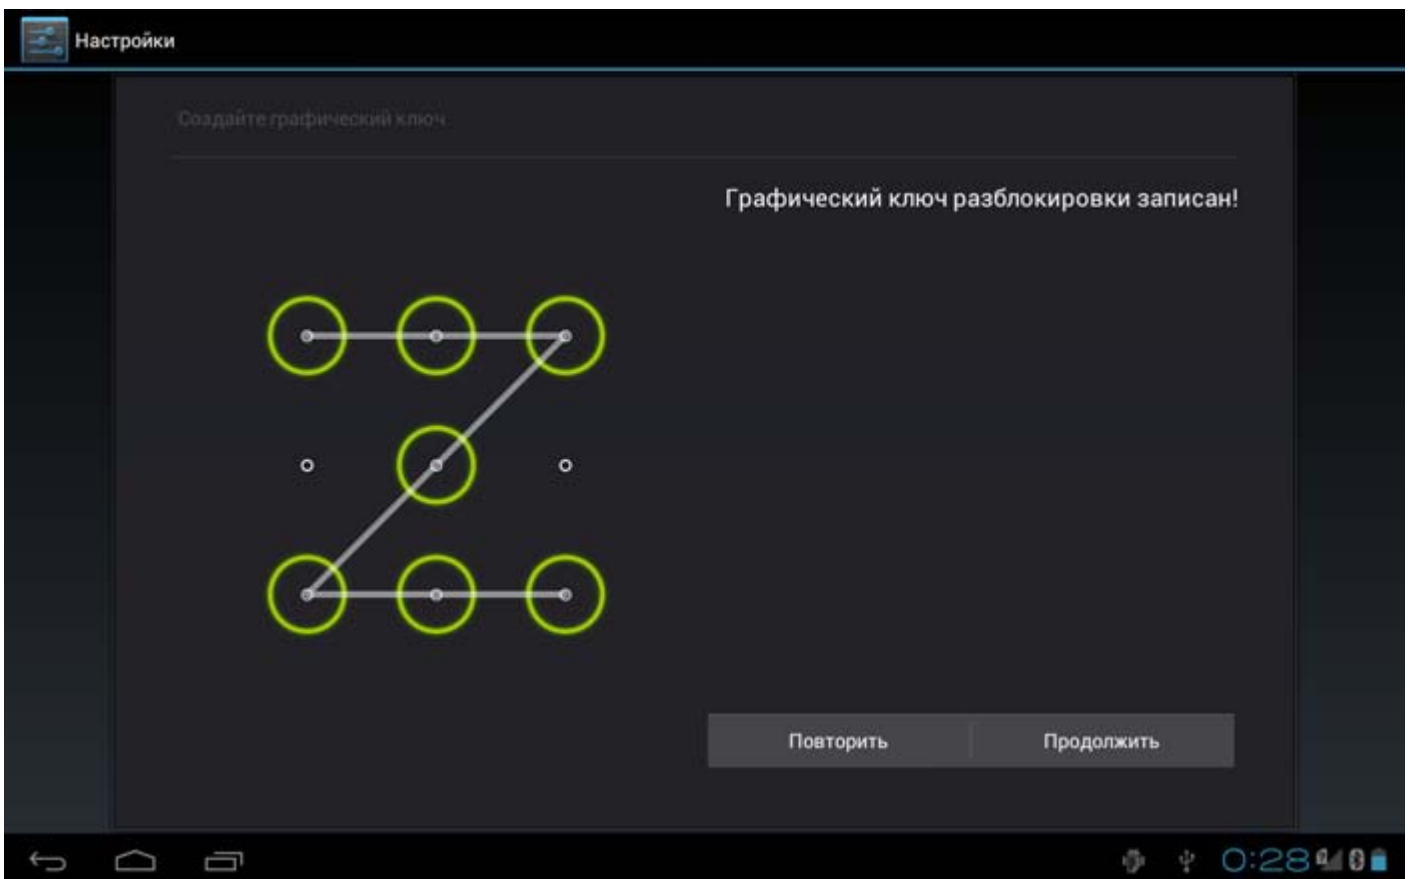 Настройки
Создайте графический ключ
Графический ключ разблокировки записан!
Повторить
Продолжить
0:28